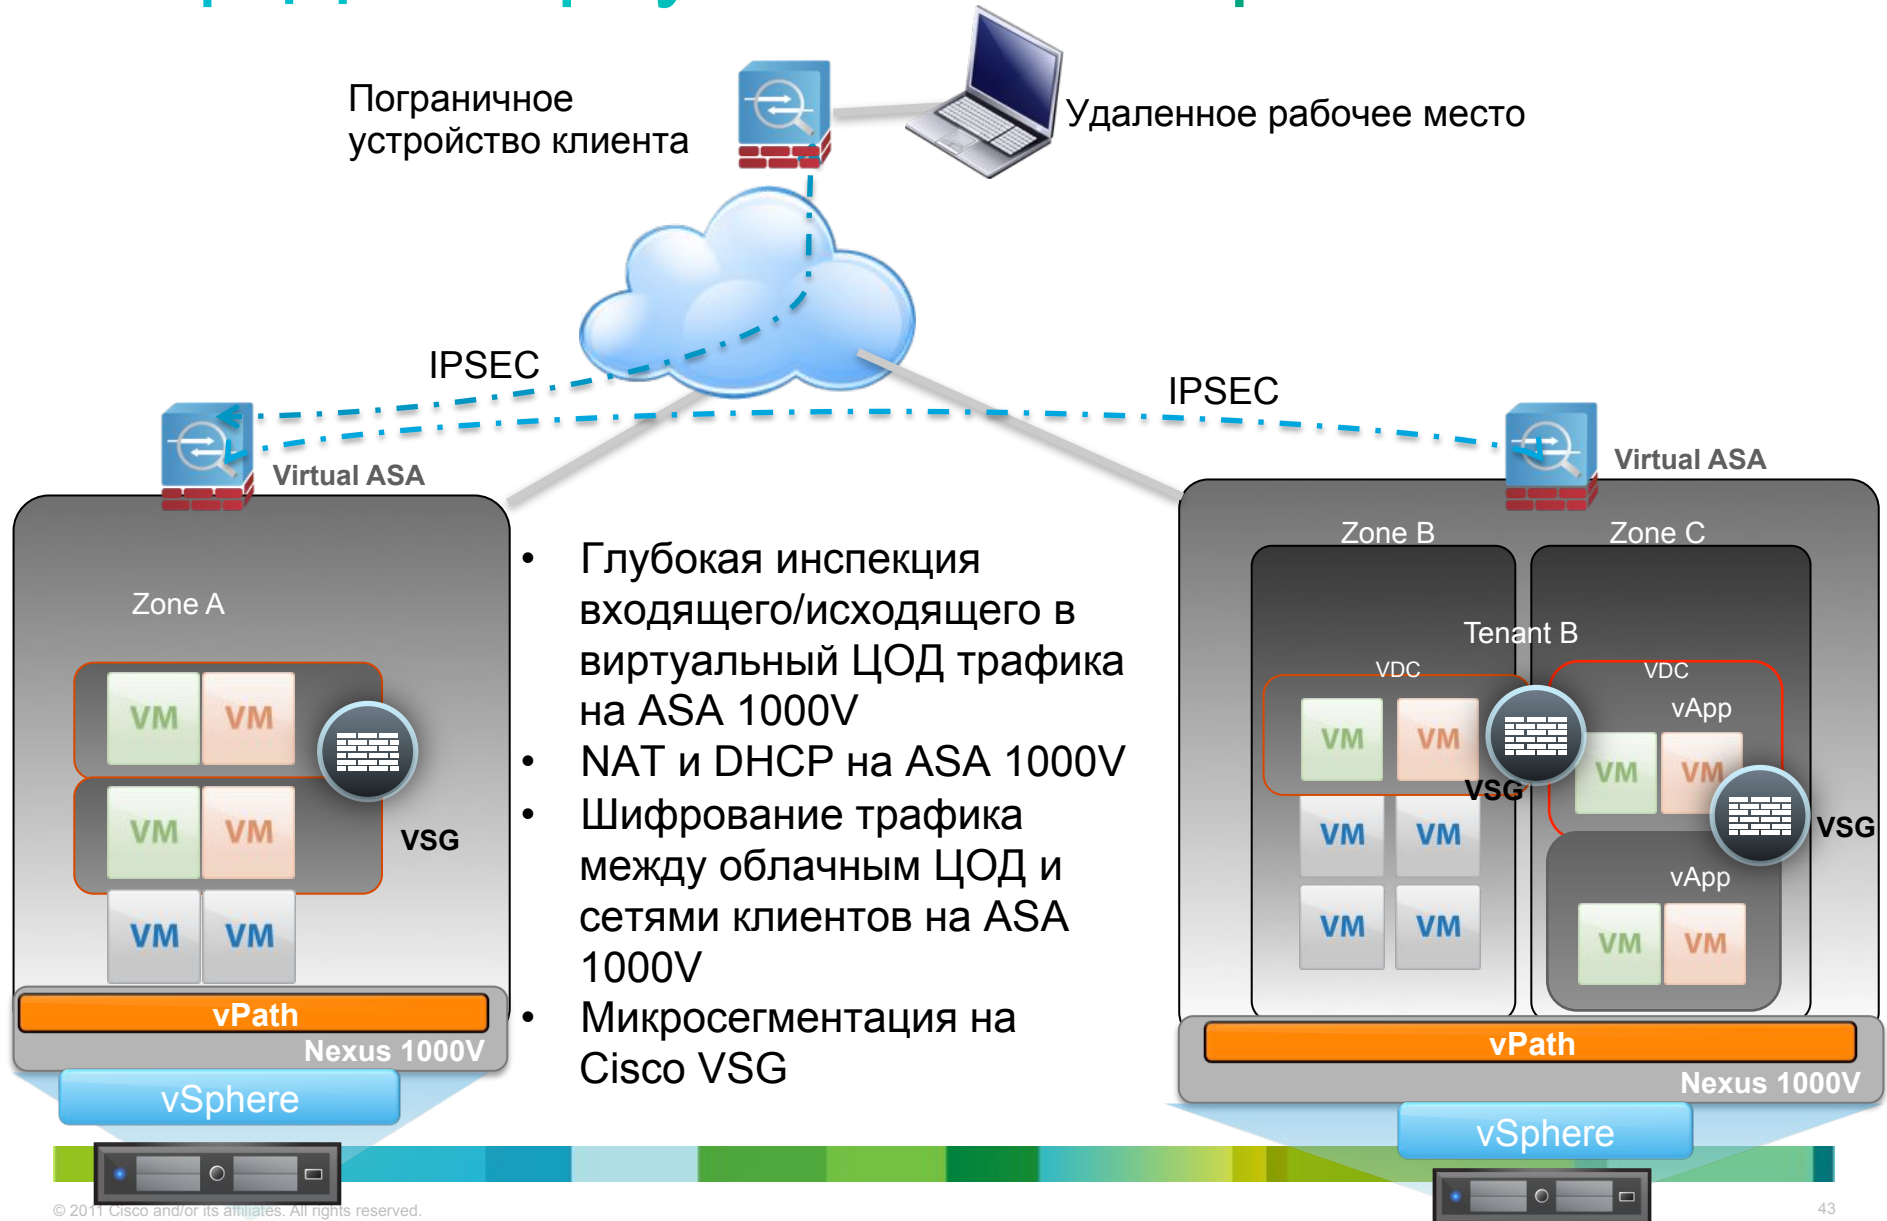 Пограничное
устройство клиента
Удаленное рабочее место
IPSEC
IPSEC
Virtual ASA
Virtual ASA
Zone A
VM VM
VM VM
VSG
VM VM
vPath
Nexus 1000V
vSphere
• Глубокая инспекция
входящего/исходящего в
виртуальный ЦОД трафика
на ASA 1000V
• NAT и DHCP на ASA 1000V
• Шифрование трафика
между облачным ЦОД и
сетями клиентов на ASA
1000V
• Микросегментация на
Cisco VSG
Zone B
Zone C
Tenant B
VDC
VDC
vApp
VM VM
VM VM
VSG
VSG
VM VM
vApp
VM VM
VM VM
vPath
Nexus 1000V
vSphere
© 2011 Cisco and/or its affiliates. All rights reserved.
43